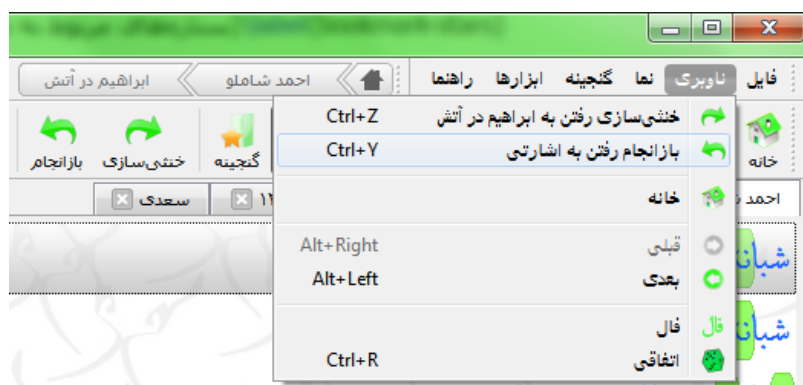 فایل ناوبری نما گنجینه ابزارها راهنما احمد شاملو ابراهیم در آتش
خانه گنجینه خنثی‌سازی بازانجام
خنثی‌سازی رفتن به ابراهیم در آتش Ctrl+Z
بازانجام رفتن به اشارتی Ctrl+Y
خانه
قبلی Alt+Right
بعدی Alt+Left
فال فال
اتفاقی Ctrl+R
احمد سعدی